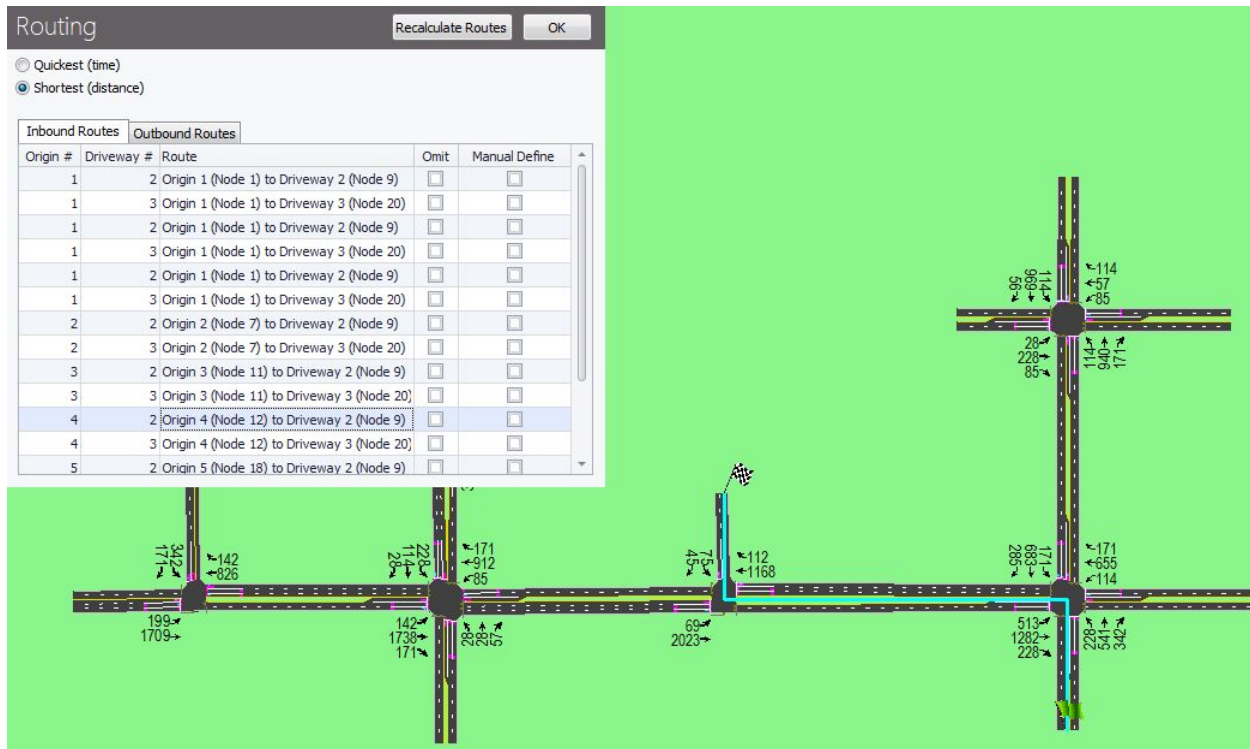 Routing
Recalculate Routes
OK
Quickest (time)
Shortest (distance)
Inbound Routes
Outbound Routes
Origin # Driveway # Route Omit Manual Define
1 2 Origin 1 (Node 1) to Driveway 2 (Node 9)
1 3 Origin 1 (Node 1) to Driveway 3 (Node 20)
1 2 Origin 1 (Node 1) to Driveway 2 (Node 9)
1 3 Origin 1 (Node 1) to Driveway 3 (Node 20)
1 2 Origin 1 (Node 1) to Driveway 2 (Node 9)
1 3 Origin 1 (Node 1) to Driveway 3 (Node 20)
2 2 Origin 2 (Node 7) to Driveway 2 (Node 9)
2 3 Origin 2 (Node 7) to Driveway 3 (Node 20)
3 2 Origin 3 (Node 11) to Driveway 2 (Node 9)
3 3 Origin 3 (Node 11) to Driveway 3 (Node 20)
4 2 Origin 4 (Node 12) to Driveway 2 (Node 9)
4 3 Origin 4 (Node 12) to Driveway 3 (Node 20)
5 2 Origin 5 (Node 18) to Driveway 2 (Node 9)
56 969 114
114
57
85
28
228
85
114 940 171
171 342
142
826
199
1709
28 114 228
171
912
85
142
1738
171
28 28 57
45 75
112
1168
69
2023
285 683 171
171
655
114
513
1282
228
228 541 342